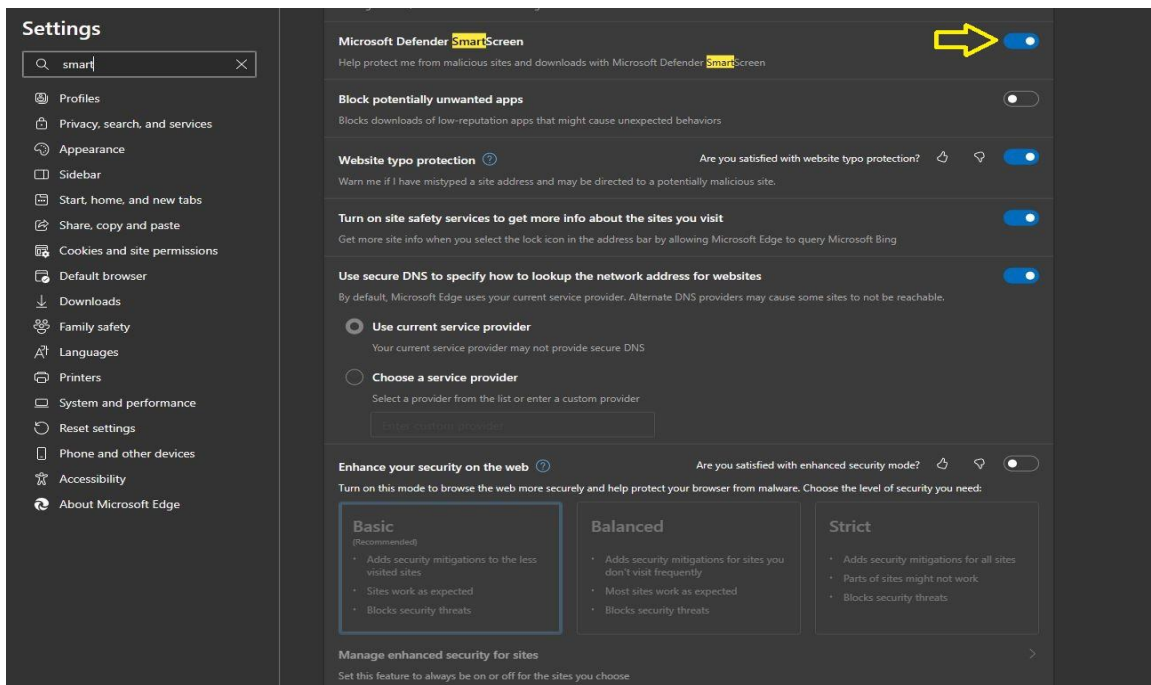 Settings
smart
Profiles
Privacy, search, and services
Appearance
Sidebar
Start, home, and new tabs
Share, copy and paste
Cookies and site permissions
Default browser
Downloads
Family safety
Languages
Printers
System and performance
Reset settings
Phone and other devices
Accessibility
About Microsoft Edge
Microsoft Defender SmartScreen
Help protect me from malicious sites and downloads with Microsoft Defender SmartScreen
Block potentially unwanted apps
Blocks downloads of low-reputation apps that might cause unexpected behaviors
Website typo protection
Are you satisfied with website typo protection?
Warn me if I have mistyped a site address and may be directed to a potentially malicious site.
Turn on site safety services to get more info about the sites you visit
Get more site info when you select the lock icon in the address bar by allowing Microsoft Edge to query Microsoft Bing
Use secure DNS to specify how to lookup the network address for websites
By default, Microsoft Edge uses your current service provider. Alternate DNS providers may cause some sites to not be reachable.
Use current service provider
Your current service provider may not provide secure DNS
Choose a service provider
Select a provider from the list or enter a custom provider
Enter custom provider
Enhance your security on the web
Are you satisfied with enhanced security mode?
Turn on this mode to browse the web more securely and help protect your browser from malware. Choose the level of security you need:
Basic
(Recommended)
• Adds security mitigations to the less
visited sites
• Sites work as expected
• Blocks security threats
Balanced
• Adds security mitigations for sites you
don't visit frequently
• Most sites work as expected
• Blocks security threats
Strict
• Adds security mitigations for all sites
• Parts of sites might not work
• Blocks security threats
Manage enhanced security for sites
Set this feature to always be on or off for the sites you choose